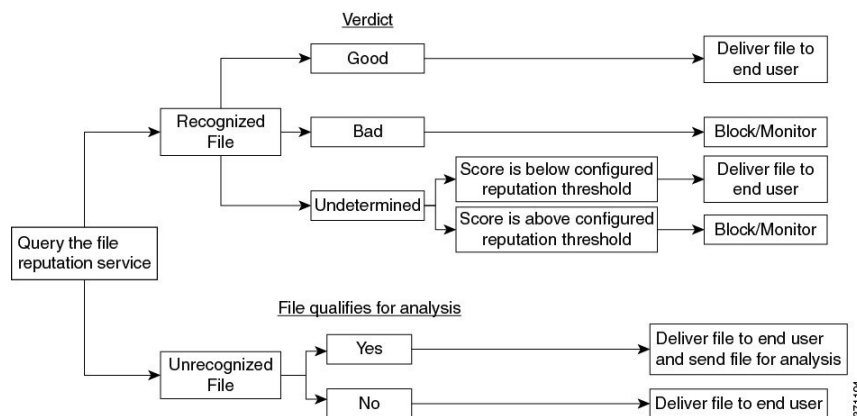 Verdict
Good
Deliver file to
end user
Recognized
File
Bad
Block/Monitor
Undetermined
Score is below configured
reputation threshold
Deliver file to
end user
Score is above configured
reputation threshold
Block/Monitor
Query the file
reputation service
File qualifies for analysis
Unrecognized
File
Yes
Deliver file to end user
and send file for analysis
No
Deliver file to end user